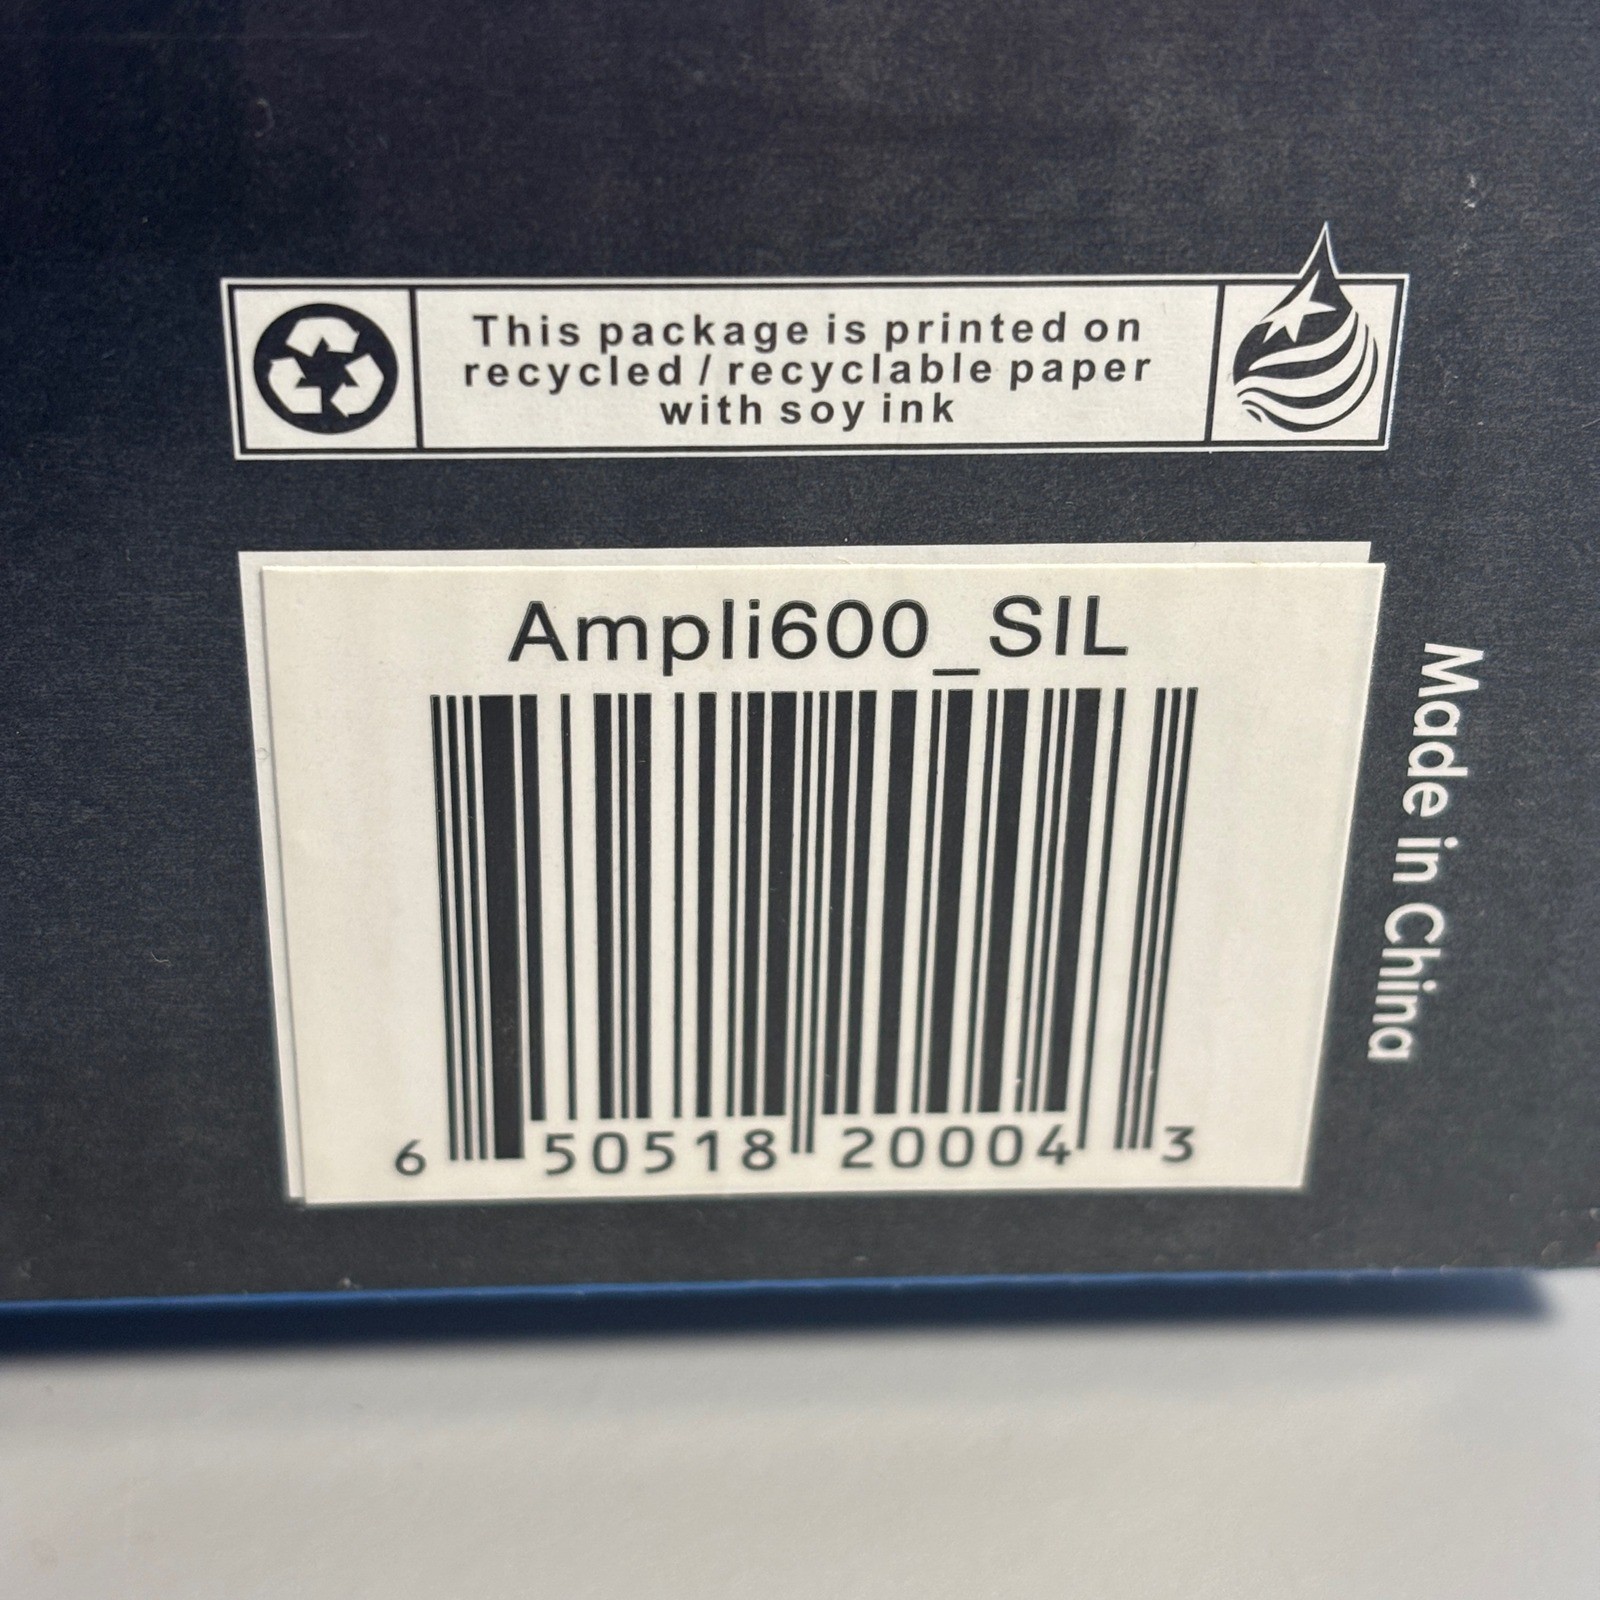 This package is printed on
recycled / recyclable paper
with soy ink
Ampli600_SIL
6 50518 20004 3
Made in China